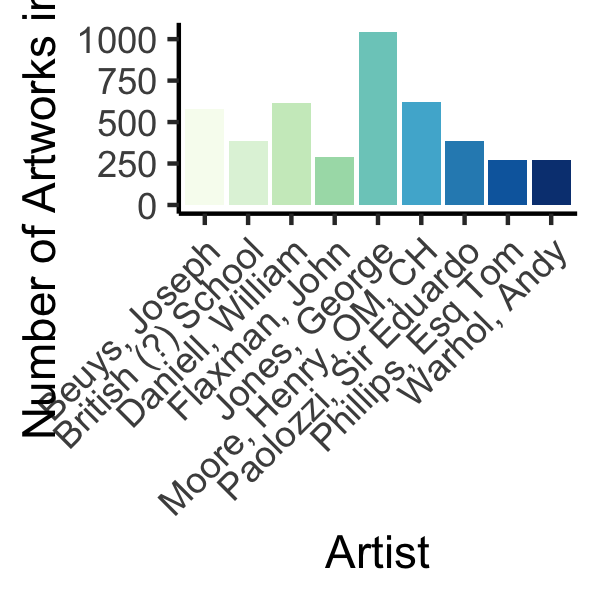 Number of Artworks in
1000
750
500
250
0
Beuys, Joseph
British (?) School
Daniell, William
Flaxman, John
Jones, George
Moore, Henry, OM, CH
Paolozzi, Sir Eduardo
Phillips, Esq Tom
Warhol, Andy
Artist